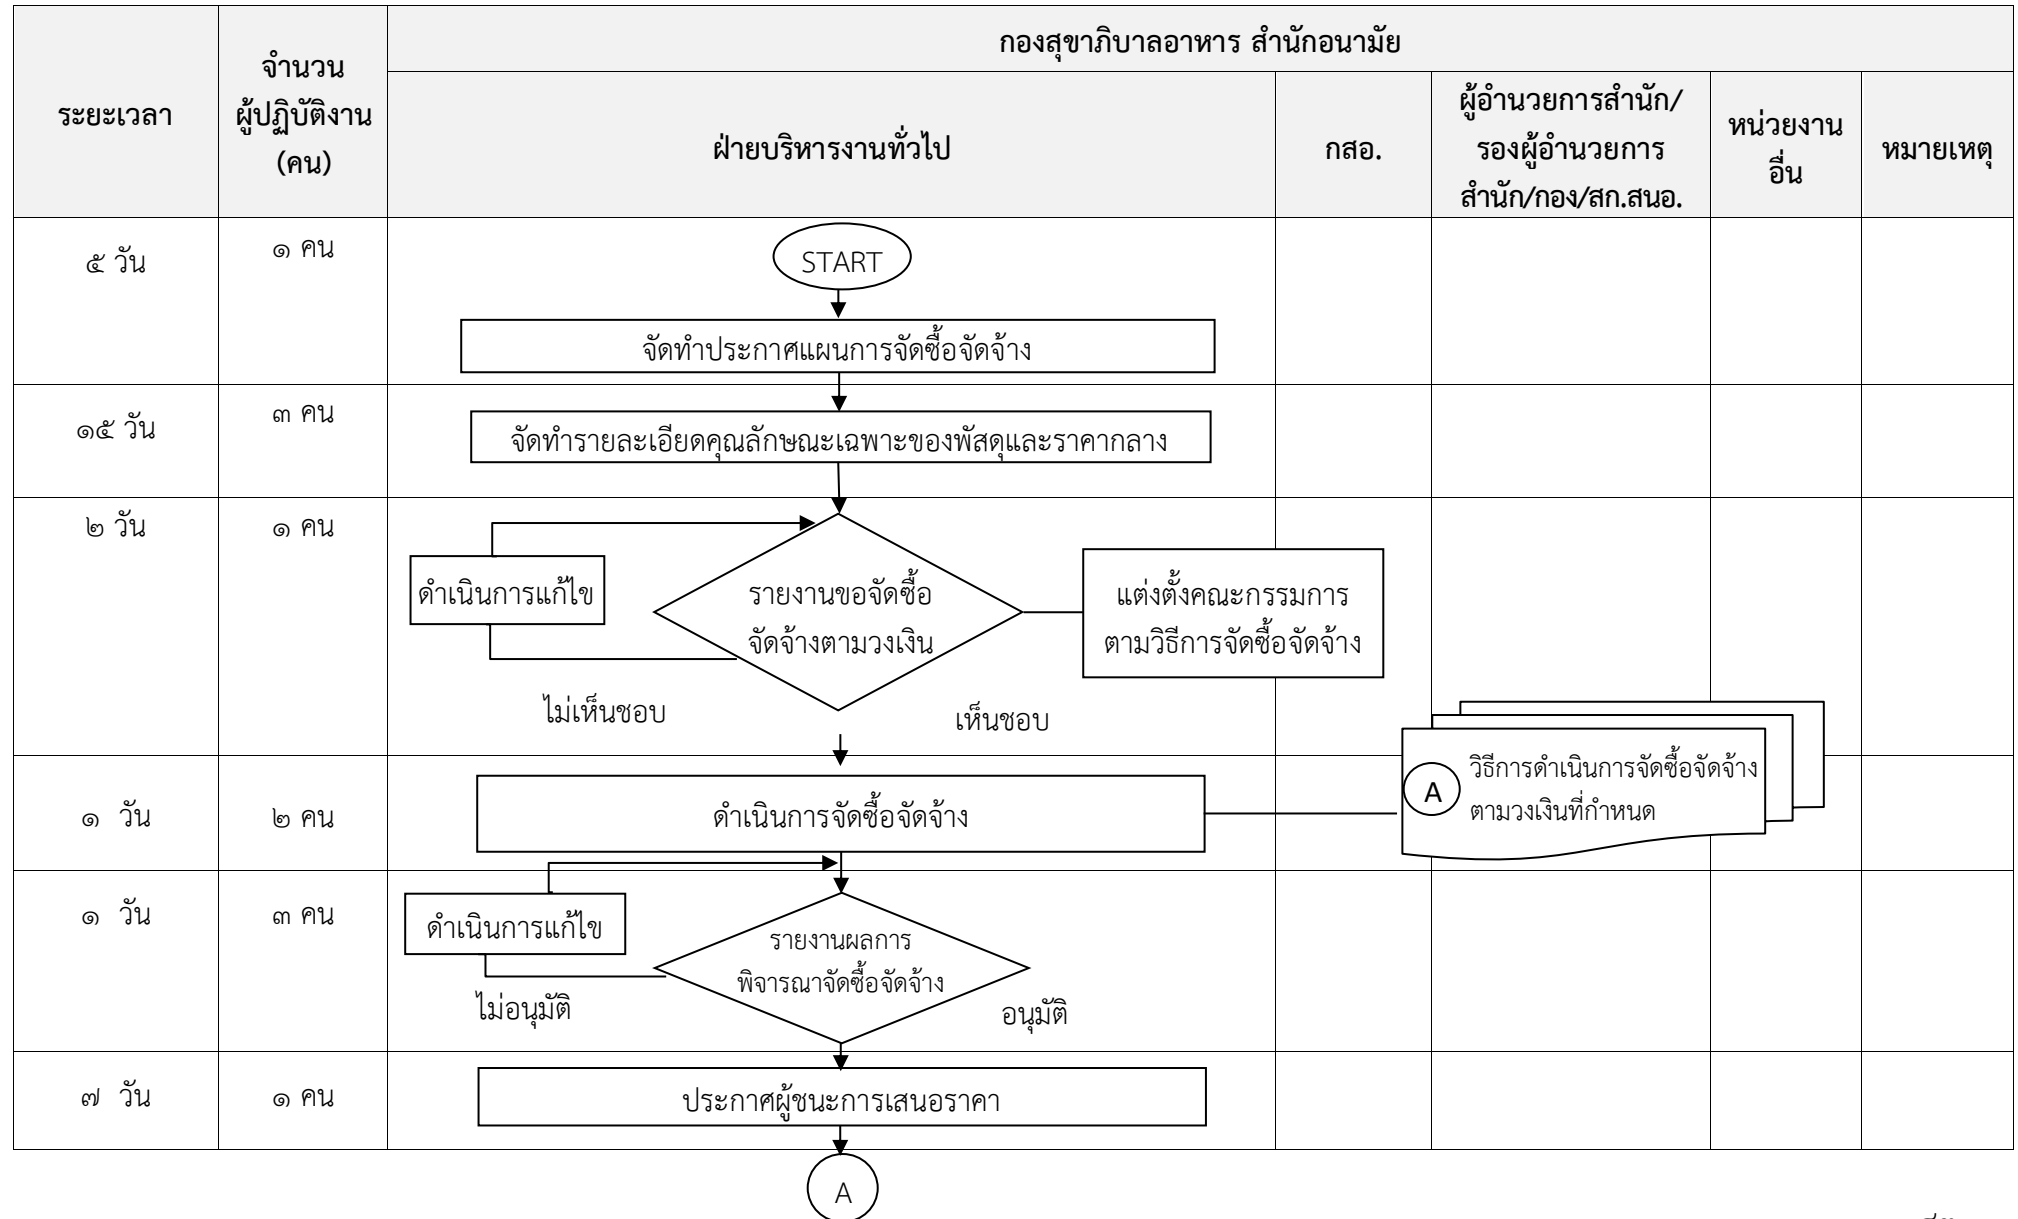 กองสุขาภิบาลอาหาร สำนักอนามัย
ระยะเวลา
จำนวน
ผู้ปฏิบัติงาน
(คน)
ฝ่ายบริหารงานทั่วไป
กสอ.
ผู้อำนวยการสำนัก/
รองผู้อำนวยการ
สำนัก/กอง/สก.สนอ.
หน่วยงาน
อื่น
หมายเหตุ
๕ วัน
๑ คน
START
จัดทำประกาศแผนการจัดซื้อจัดจ้าง
๑๕ วัน
๓ คน
จัดทำรายละเอียดคุณลักษณะเฉพาะของพัสดุและราคากลาง
๒ วัน
๑ คน
ดำเนินการแก้ไข
รายงานขอจัดซื้อ
จัดจ้างตามวงเงิน
แต่งตั้งคณะกรรมการ
ตามวิธีการจัดซื้อจัดจ้าง
ไม่เห็นชอบ
เห็นชอบ
๑ วัน
๒ คน
ดำเนินการจัดซื้อจัดจ้าง
A
วิธีการดำเนินการจัดซื้อจัดจ้าง
ตามวงเงินที่กำหนด
๑ วัน
๓ คน
ดำเนินการแก้ไข
รายงานผลการ
พิจารณาจัดซื้อจัดจ้าง
ไม่อนุมัติ
อนุมัติ
๗ วัน
๑ คน
ประกาศผู้ชนะการเสนอราคา
A